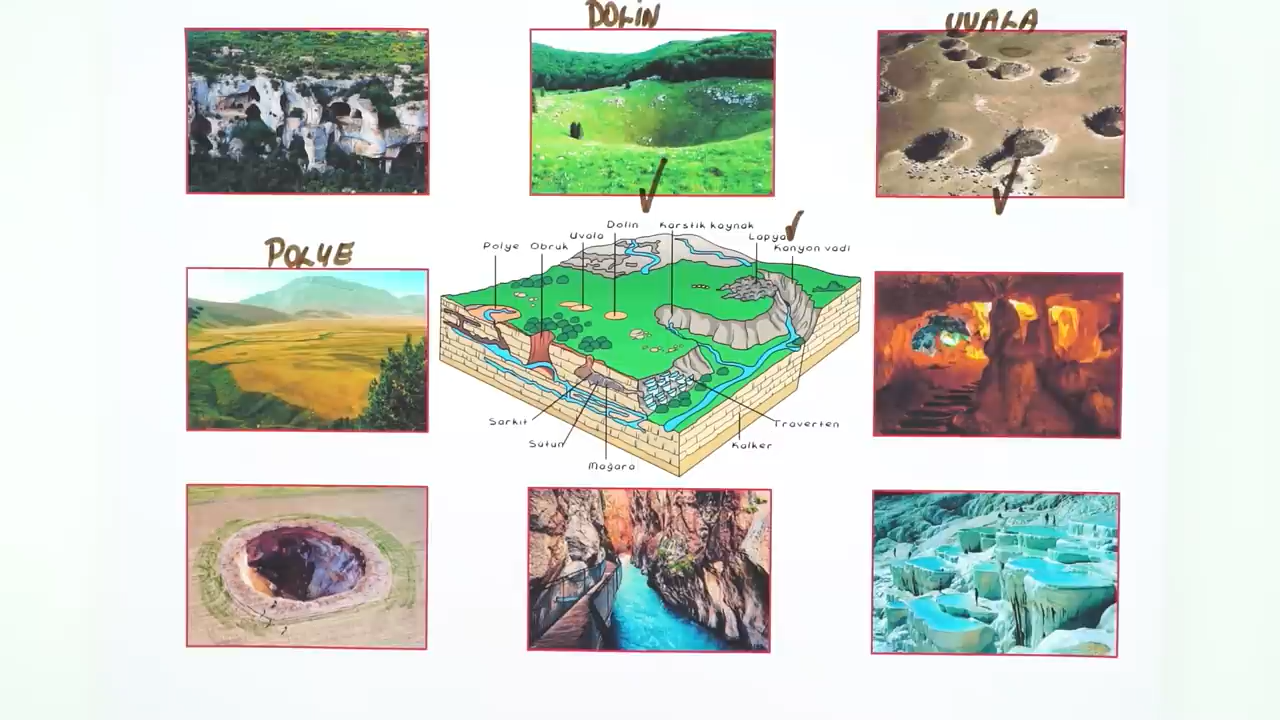 DOLİN
UVALA
POLYE
Dolin
Karstik kaynak
Uvala
Lapya
Polye
Obruk
Kanyon vadi
Sarkıt
Traverten
Sütun
Kalker
Mağara